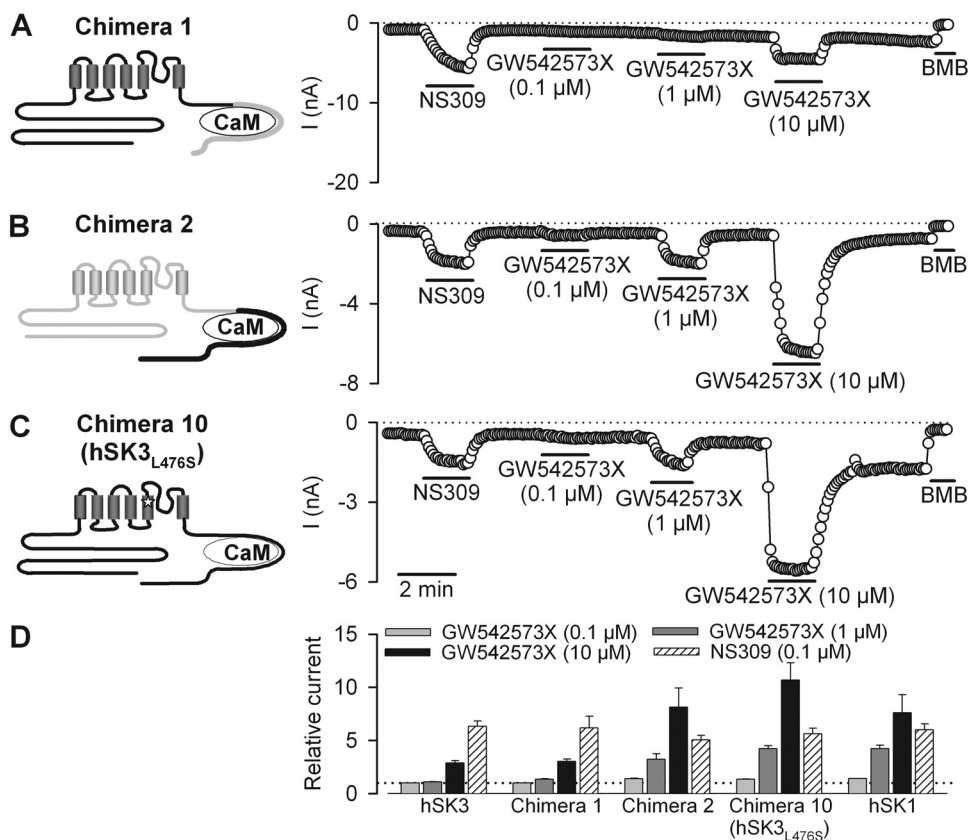 A
Chimera 1
CaM
I (nA)
0
-10
-20
NS309
GW542573X
(0.1 µM)
GW542573X
(1 µM)
GW542573X
(10 µM)
BMB
B
Chimera 2
CaM
I (nA)
0
-4
-8
NS309
GW542573X
(0.1 µM)
GW542573X
(1 µM)
GW542573X (10 µM)
BMB
C
Chimera 10
(hSK3L476S)
CaM
I (nA)
0
-3
-6
2 min
NS309
GW542573X
(0.1 µM)
GW542573X
(1 µM)
GW542573X (10 µM)
BMB
D
GW542573X (0.1 µM)
GW542573X (1 µM)
GW542573X (10 µM)
NS309 (0.1 µM)
Relative current
15
10
5
0
hSK3
Chimera 1
Chimera 2
Chimera 10
(hSK3L476S)
hSK1